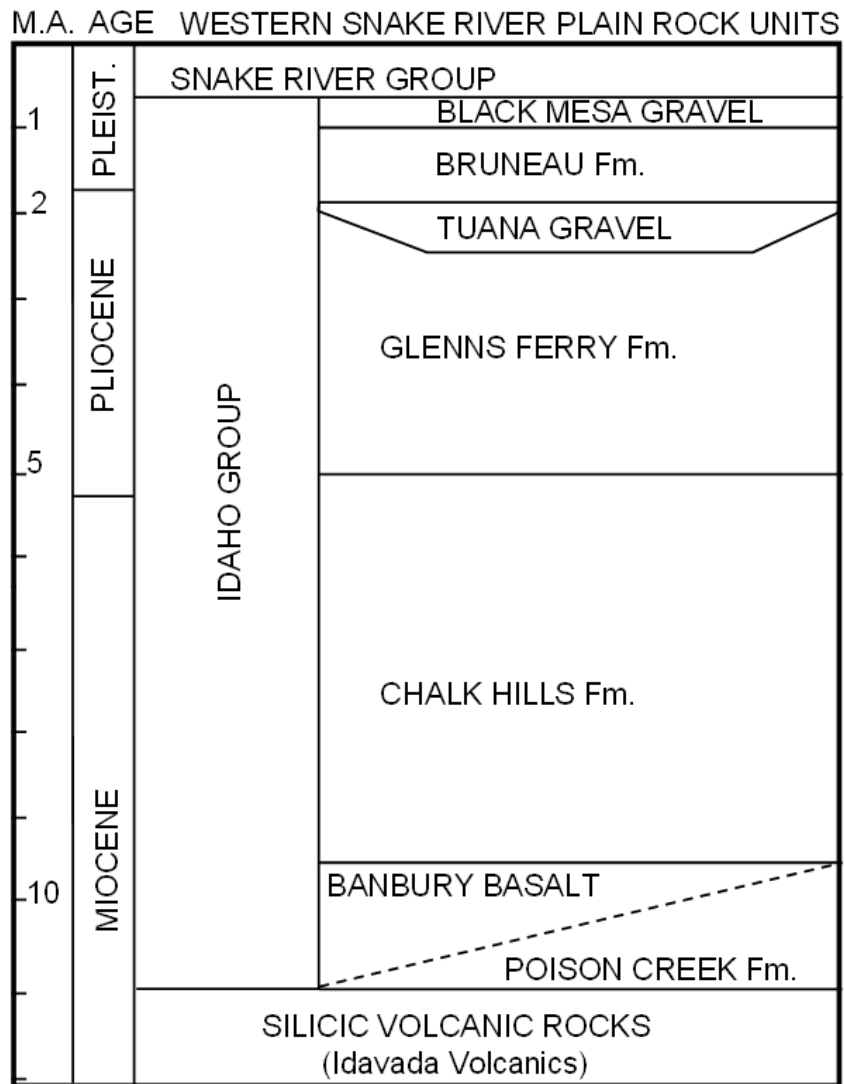 M.A. AGE WESTERN SNAKE RIVER PLAIN ROCK UNITS
SNAKE RIVER GROUP
PLEIST.
1
BLACK MESA GRAVEL
BRUNEAU Fm.
2
TUANA GRAVEL
PLIOCENE
GLENNS FERRY Fm.
5
IDAHO GROUP
CHALK HILLS Fm.
MIOCENE
10
BANBURY BASALT
POISON CREEK Fm.
SILICIC VOLCANIC ROCKS
(Idavada Volcanics)